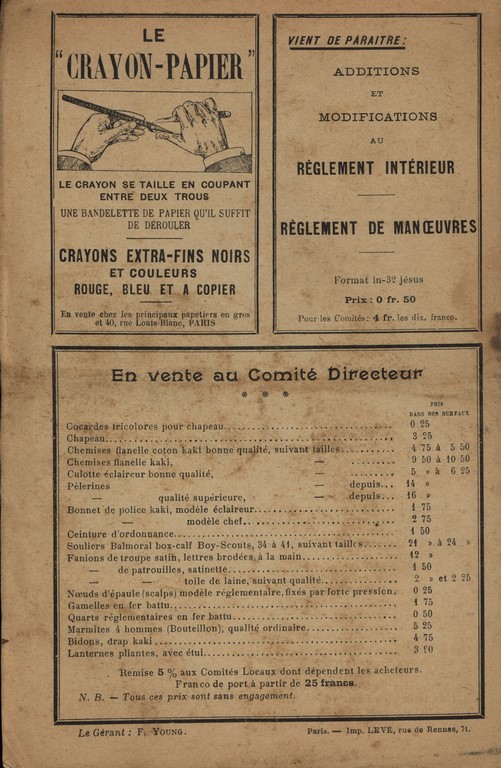 LE
"CRAYON-PAPIER"
LE CRAYON SE TAILLE EN COUPANT
ENTRE DEUX TROUS
UNE BANDELETTE DE PAPIER QU'IL SUFFIT
DE DÉROULER
CRAYONS EXTRA-FINS NOIRS
ET COULEURS
ROUGE, BLEU ET A COPIER
En vente chez les principaux papetiers en gros
et 40, rue Louis-Blanc, PARIS
VIENT DE PARAITRE:
ADDITIONS
ET
MODIFICATIONS
AU
RÈGLEMENT INTÉRIEUR
RÈGLEMENT DE MANŒUVRES
Format in-32 jésus
Prix : 0 fr. 50
Pour les Comités : 4 fr. les dix, franco.
En vente au Comité Directeur
PRIS
DANS NOS BUREAUX
Cocardes tricolores pour chapeau 0 25
Chapeau 3 25
Chemises flanelle coton kaki bonne qualité, suivant tailles 4 75 à 5 50
Chemises flanelle kaki, — 9 50 à 10 50
Culotte éclaireur bonne qualité, — 5 » à 6 25
Pèlerines — depuis... 14 »
— qualité supérieure, — depuis... 16 »
Bonnet de police kaki, modèle éclaireur 1 75
— modèle chef 2 75
Ceinture d'ordonnance 1 50
Souliers Balmoral box-calf Boy-Scouts, 34 à 41, suivant tailles 21 » à 24 »
Fanions de troupe satin, lettres brodées à la main 12 »
— de patrouilles, satinette 1 50
— — toile de laine, suivant qualité 2 » et 2 25
Nœuds d'épaule (scalps) modèle réglementaire, fixés par forte pression 0 25
Gamelles en fer battu 1 75
Quarts réglementaires en fer battu 0 50
Marmites 4 hommes (Bouteillon), qualité ordinaire 5 25
Bidons, drap kaki 4 75
Lanternes pliantes, avec étui 3 90
Remise 5 % aux Comités Locaux dont dépendent les acheteurs.
Franco de port à partir de 25 francs.
N. B. — Tous ces prix sont sans engagement.
Le Gérant : F. YOUNG.
Paris. — Imp. LEVÉ, rue de Rennes, 71.